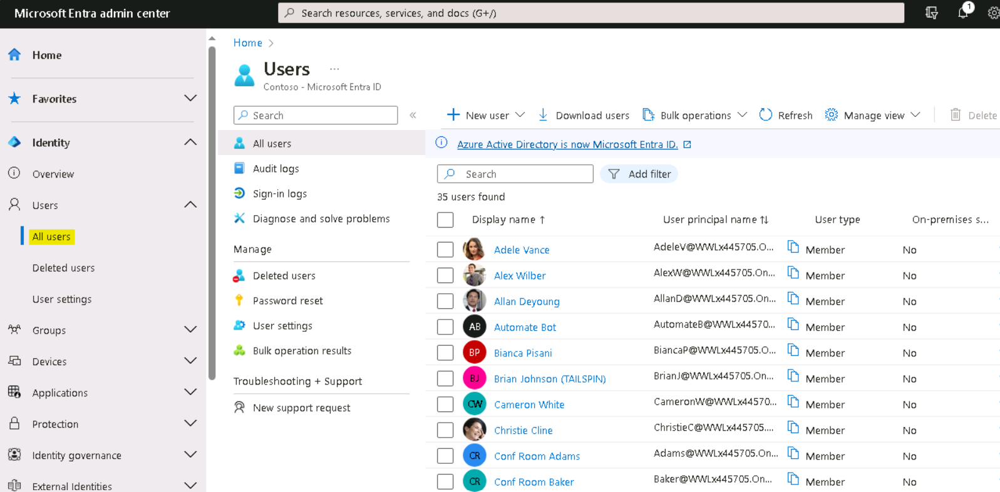 Microsoft Entra admin center
Search resources, services, and docs (G+/)
1
Home
Favorites
Identity
Overview
Users
All users
Deleted users
User settings
Groups
Devices
Applications
Protection
Identity governance
External Identities
Home >
Users ...
Contoso - Microsoft Entra ID
Search «
All users
Audit logs
Sign-in logs
Diagnose and solve problems
Manage
Deleted users
Password reset
User settings
Bulk operation results
Troubleshooting + Support
New support request
New user Download users Bulk operations Refresh Manage view Delete
Azure Active Directory is now Microsoft Entra ID.
Search Add filter
35 users found
Display name ↑ User principal name ↑↓ User type On-premises s...
Adele Vance AdeleV@WWLx445705.O... Member No
Alex Wilber AlexW@WWLx445705.On... Member No
Allan Deyoung AllanD@WWLx445705.On... Member No
AB Automate Bot AutomateB@WWLx44570... Member No
BP Bianca Pisani BiancaP@WWLx445705.O... Member No
BJ Brian Johnson (TAILSPIN) BrianJ@WWLx445705.On... Member No
CW Cameron White CameronW@WWLx44570... Member No
Christie Cline ChristieC@WWLx445705.... Member No
CR Conf Room Adams Adams@WWLx445705.On... Member No
CR Conf Room Baker Baker@WWLx445705.On... Member No